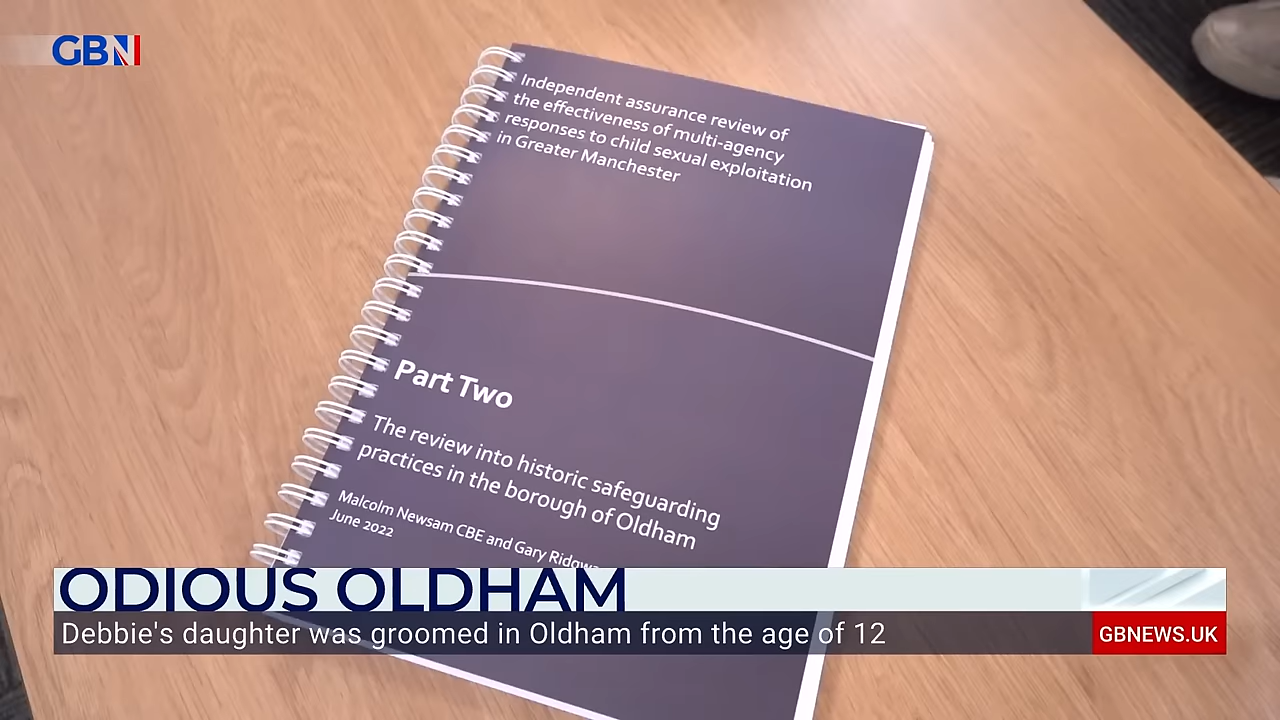 GBN
Independent assurance review of
the effectiveness of multi-agency
responses to child sexual exploitation
in Greater Manchester
Part Two
The review into historic safeguarding
practices in the borough of Oldham
Malcolm Newsam CBE and Gary
June 2022
ODIOUS OLDHAM
Debbie's daughter was groomed in Oldham from the age of 12
GBNEWS.UK